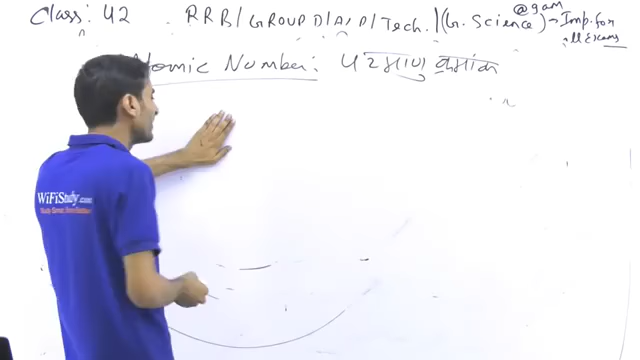 @9am
Class: 42 RRB/GROUP D/ALP/Tech./(G. Science) → Imp. for
All Exams
Atomic Number: परमाणु क्रमांक
WiFiStudy.com